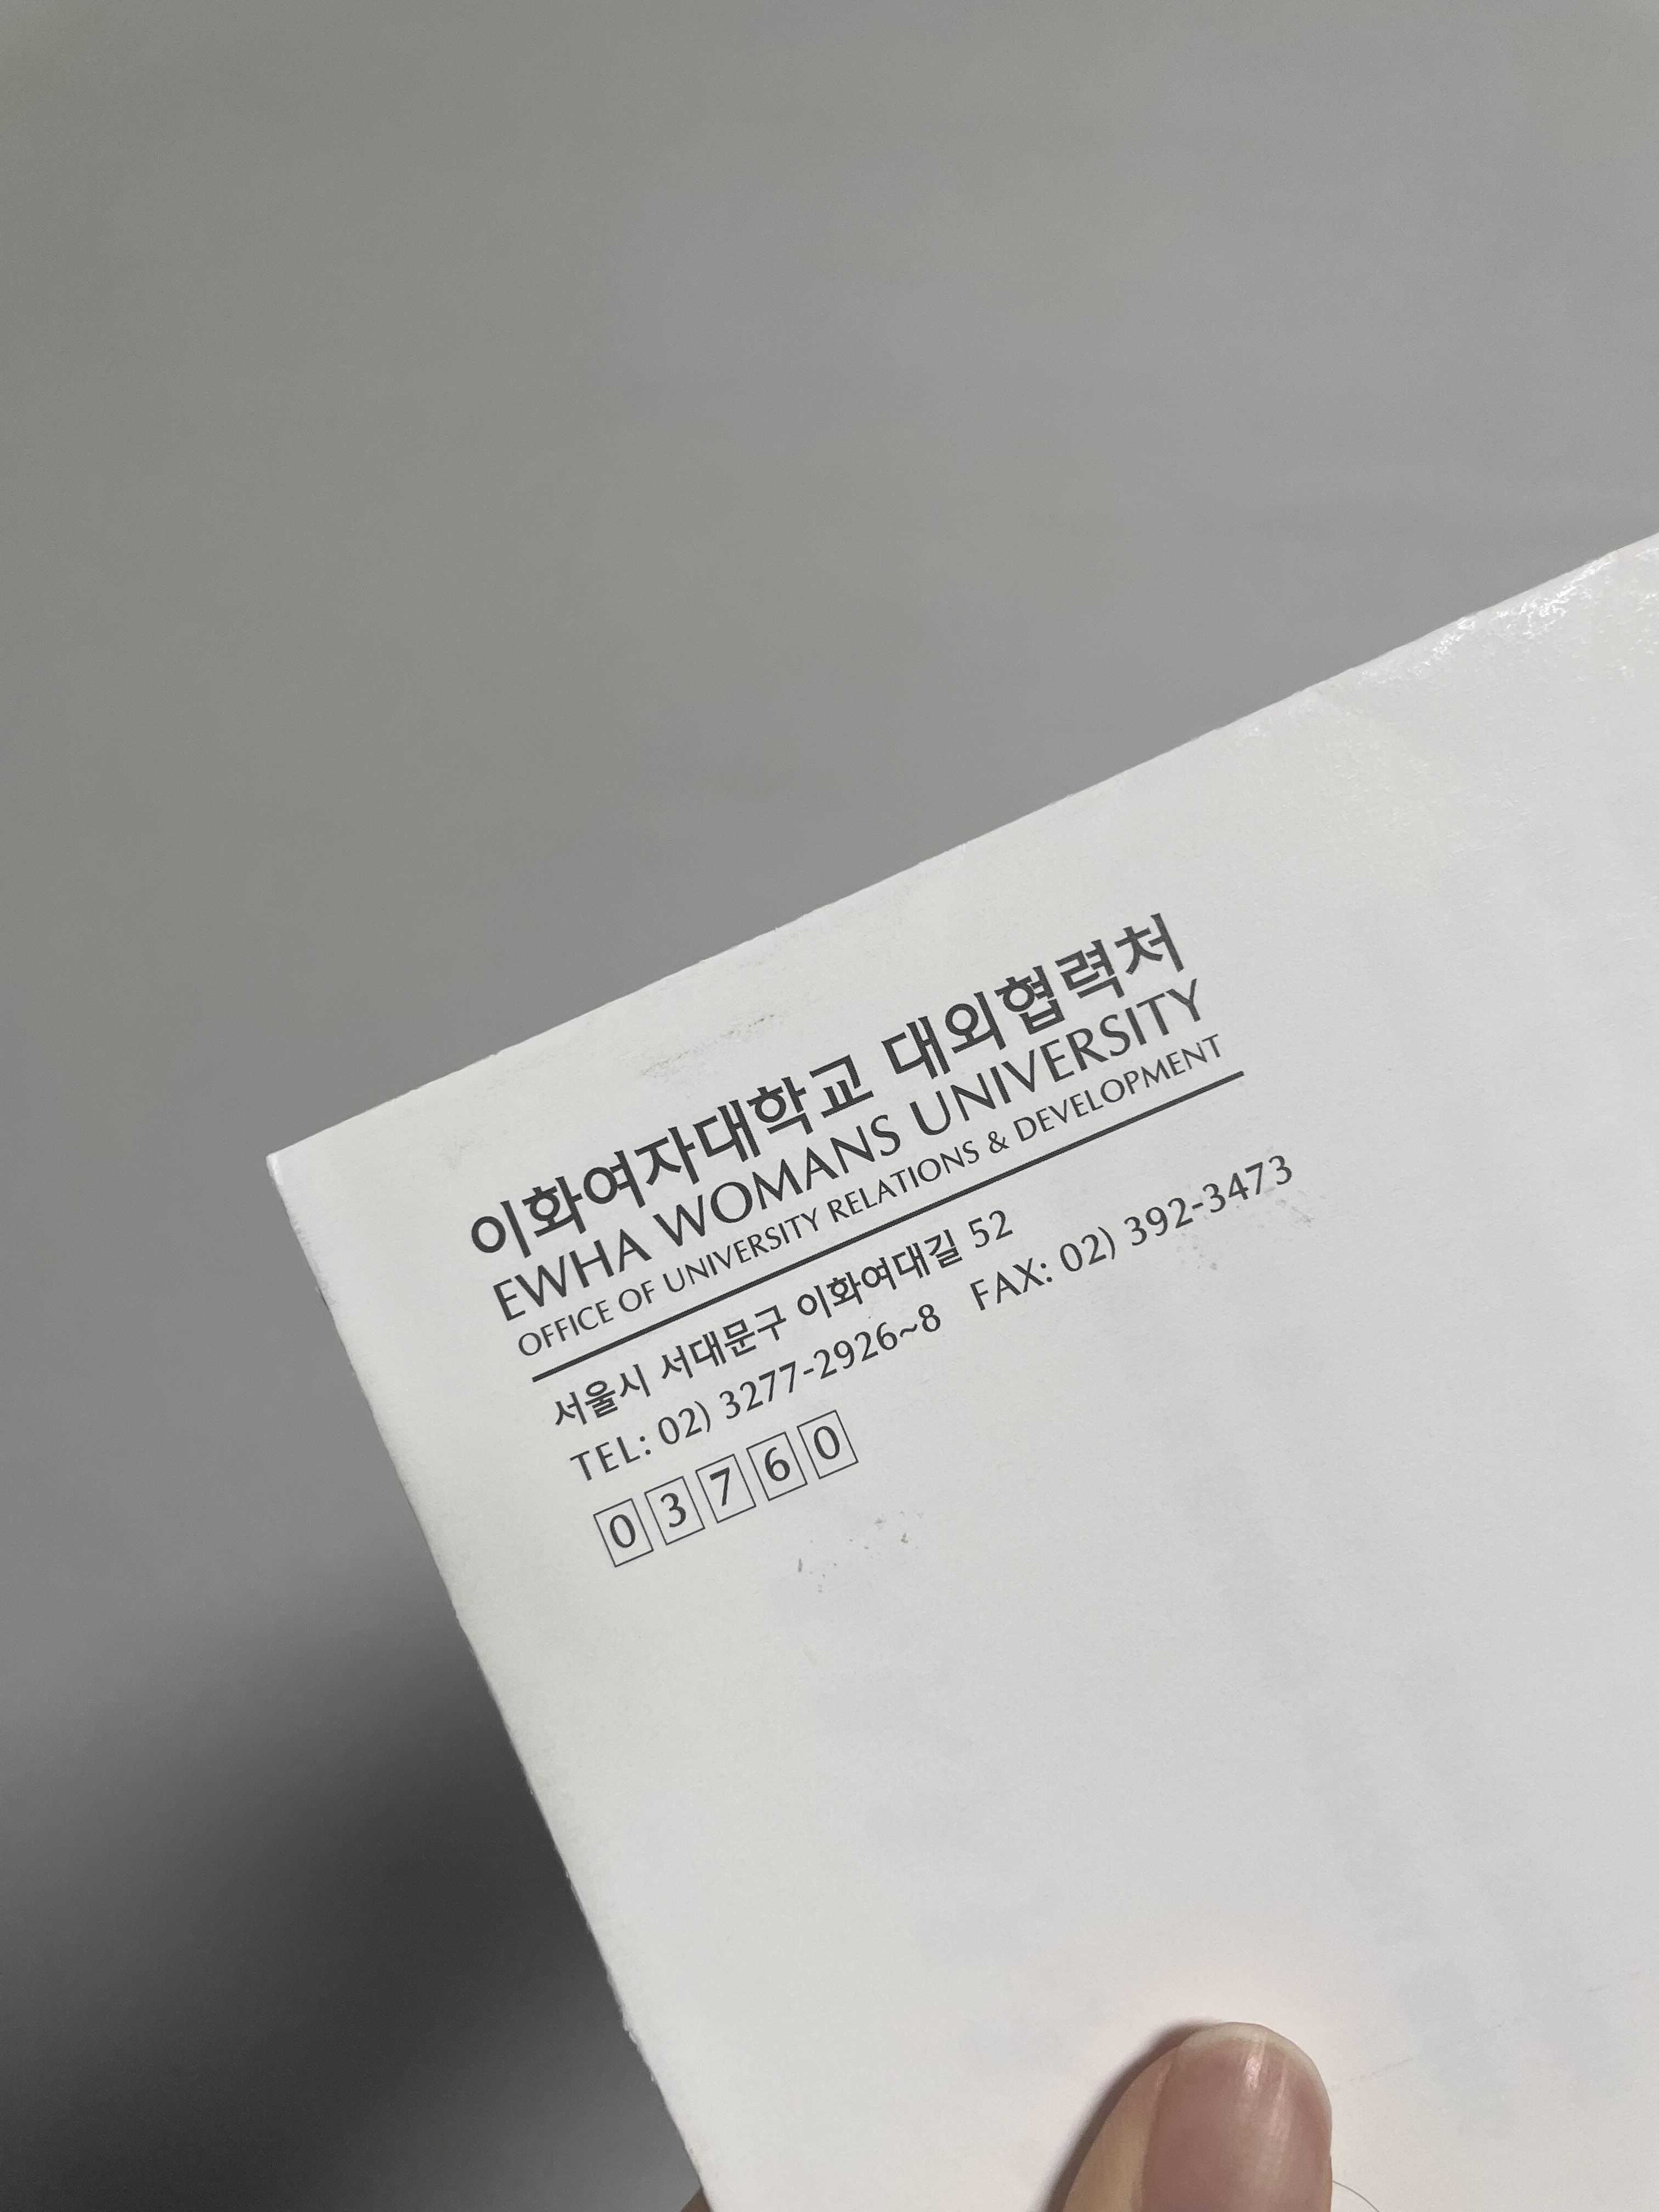 이화여자대학교 대외협력처
EWHA WOMANS UNIVERSITY
OFFICE OF UNIVERSITY RELATIONS & DEVELOPMENT
서울시 서대문구 이화여대길 52
TEL: 02) 3277-2926~8 FAX: 02) 392-3473
03760